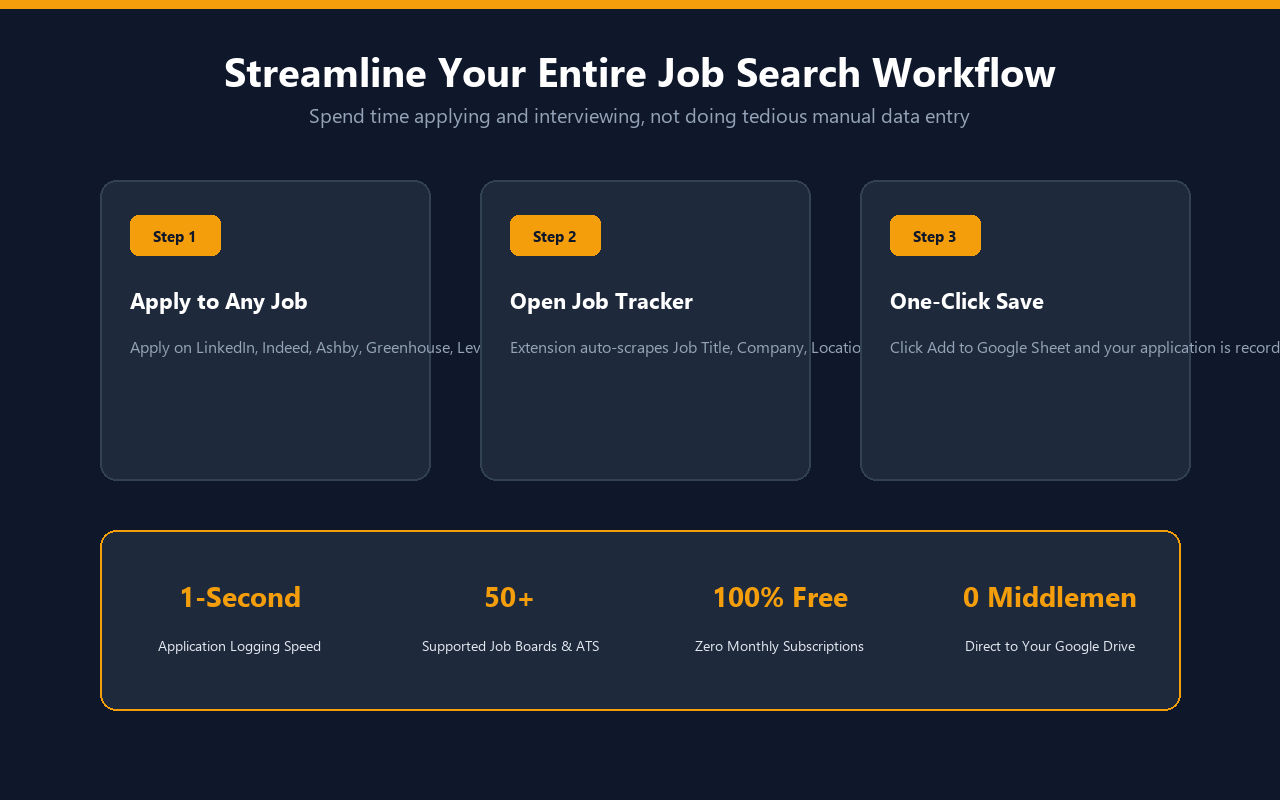 Streamline Your Entire Job Search Workflow
Spend time applying and interviewing, not doing tedious manual data entry
Step 1
Apply to Any Job
Apply on LinkedIn, Indeed, Ashby, Greenhouse, Lev
Step 2
Open Job Tracker
Extension auto-scrapes Job Title, Company, Locatio
Step 3
One-Click Save
Click Add to Google Sheet and your application is record
1-Second
Application Logging Speed
50+
Supported Job Boards & ATS
100% Free
Zero Monthly Subscriptions
0 Middlemen
Direct to Your Google Drive